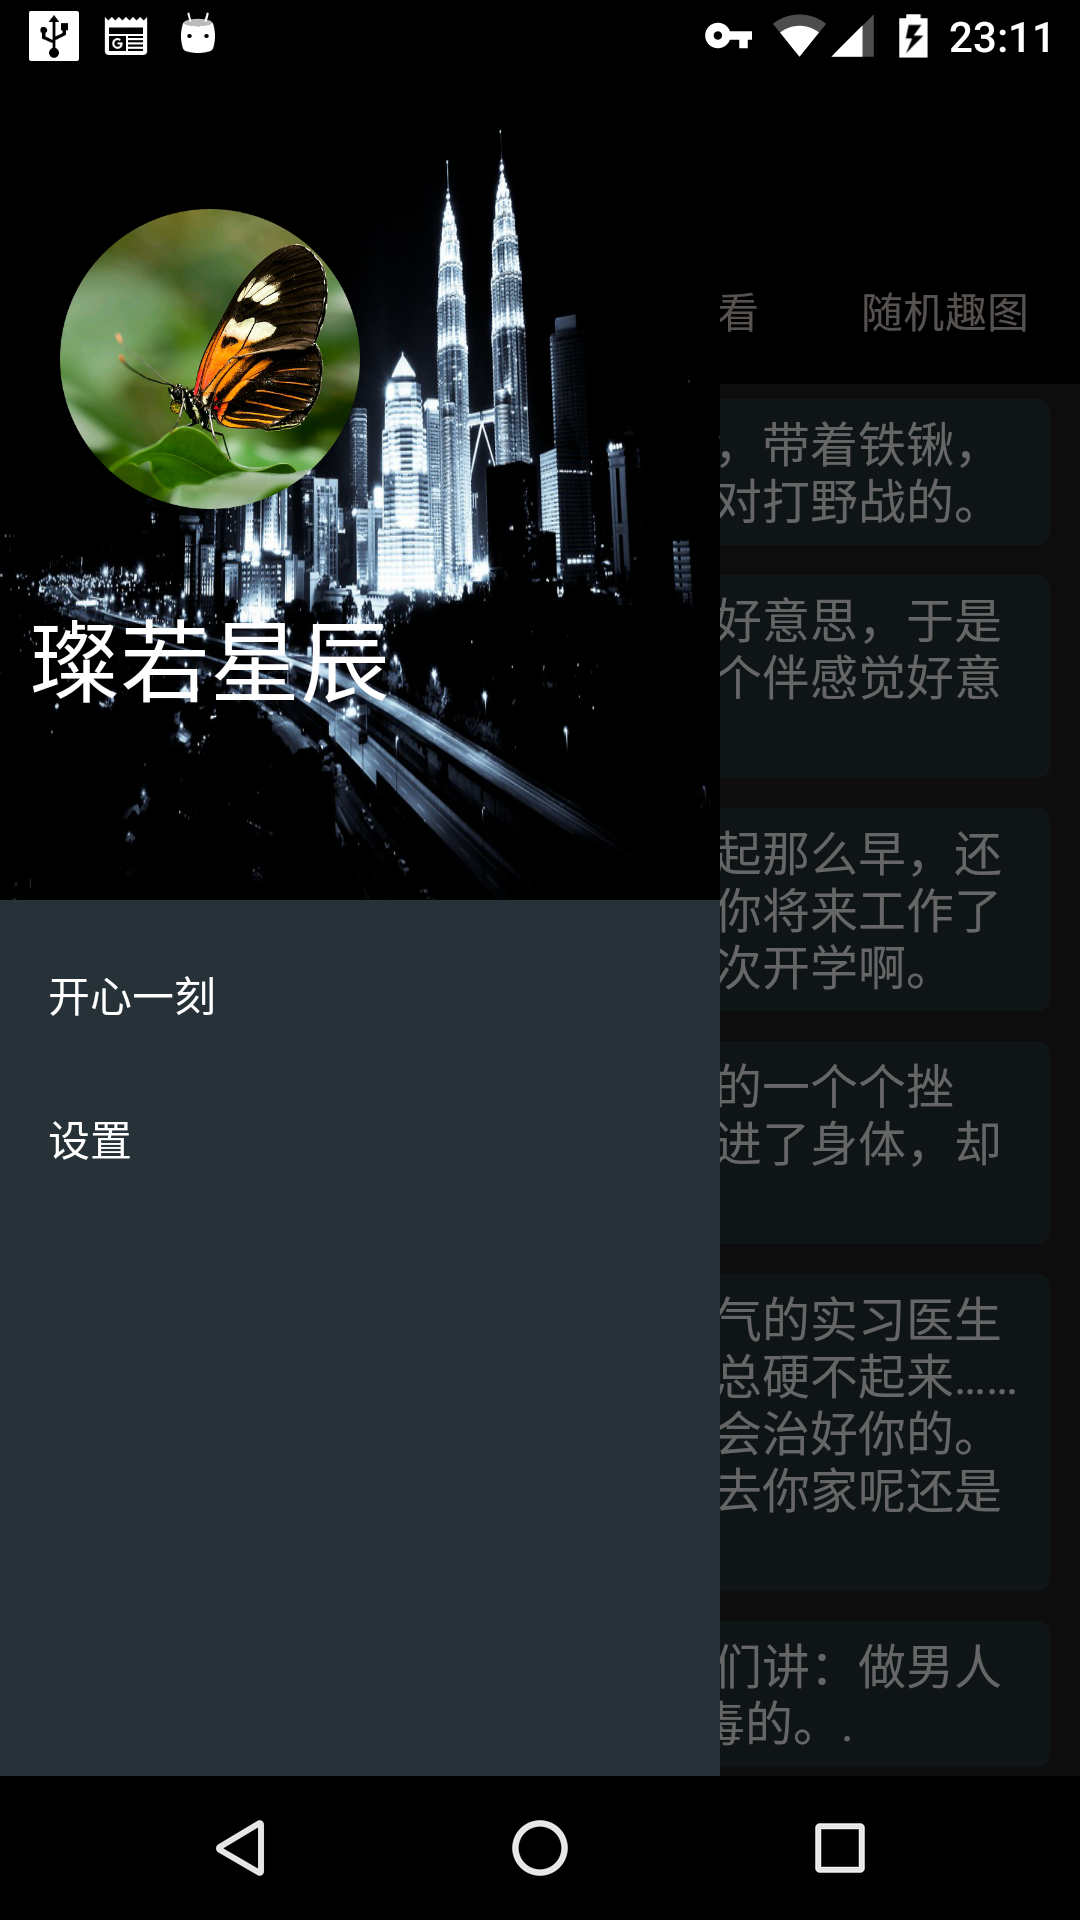 23:11
看 随机趣图
璨若星辰
开心一刻
设置
，带着铁锹，
对打野战的。
好意思，于是
个伴感觉好意
起那么早，还
你将来工作了
次开学啊。
的一个个挫
进了身体，却
气的实习医生
总硬不起来……
会治好你的。
去你家呢还是
们讲：做男人
毒的。.